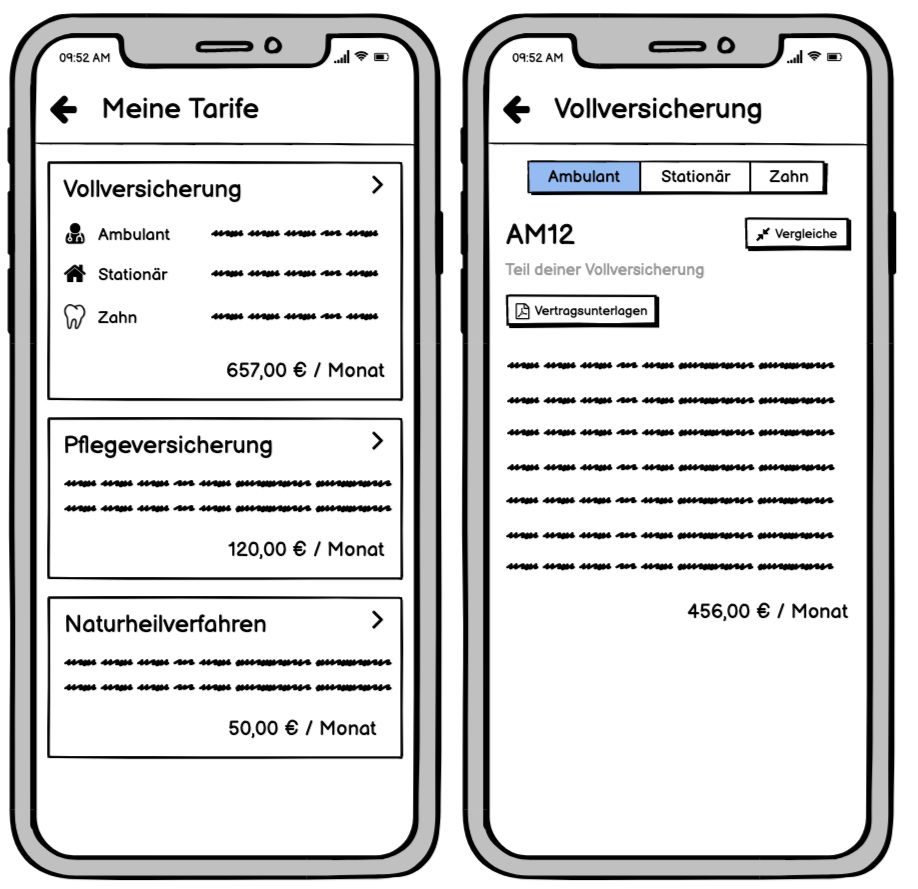 09:52 AM
Meine Tarife
Vollversicherung
Ambulant
Stationär
Zahn
657,00 € / Monat
Pflegeversicherung
120,00 € / Monat
Naturheilverfahren
50,00 € / Monat
09:52 AM
Vollversicherung
Ambulant Stationär Zahn
AM12 Vergleiche
Teil deiner Vollversicherung
Vertragsunterlagen
456,00 € / Monat